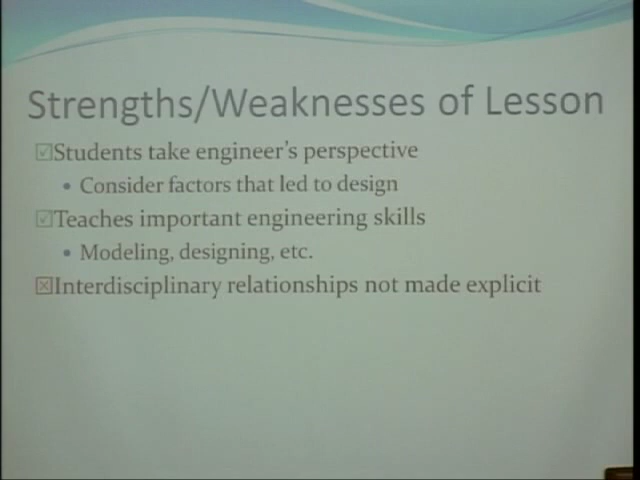 Strengths/Weaknesses of Lesson
☑Students take engineer's perspective
• Consider factors that led to design
☑Teaches important engineering skills
• Modeling, designing, etc.
☒Interdisciplinary relationships not made explicit